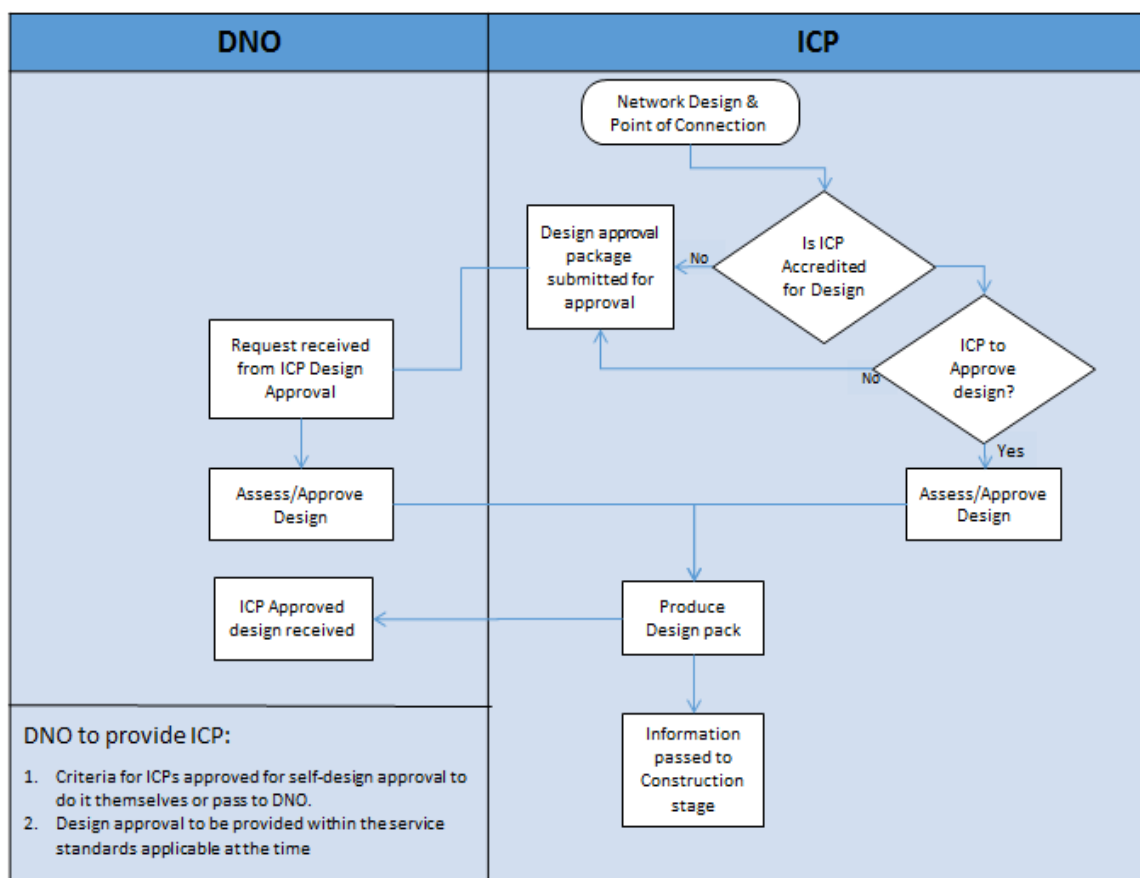 DNO
ICP
Network Design &
Point of Connection
Is ICP
Accredited
for Design
No
Design approval
package
submitted for
approval
ICP to
Approve
design?
No
Yes
Request received
from ICP Design
Approval
Assess/Approve
Design
Assess/Approve
Design
ICP Approved
design received
Produce
Design pack
Information
passed to
Construction
stage
DNO to provide ICP:
1. Criteria for ICPs approved for self-design approval to
do it themselves or pass to DNO.
2. Design approval to be provided within the service
standards applicable at the time